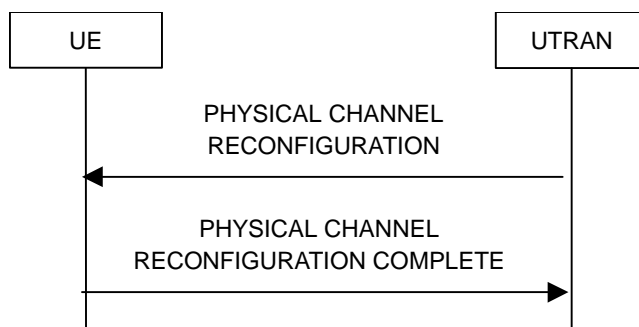 UE
UTRAN
PHYSICAL CHANNEL
RECONFIGURATION
PHYSICAL CHANNEL
RECONFIGURATION COMPLETE